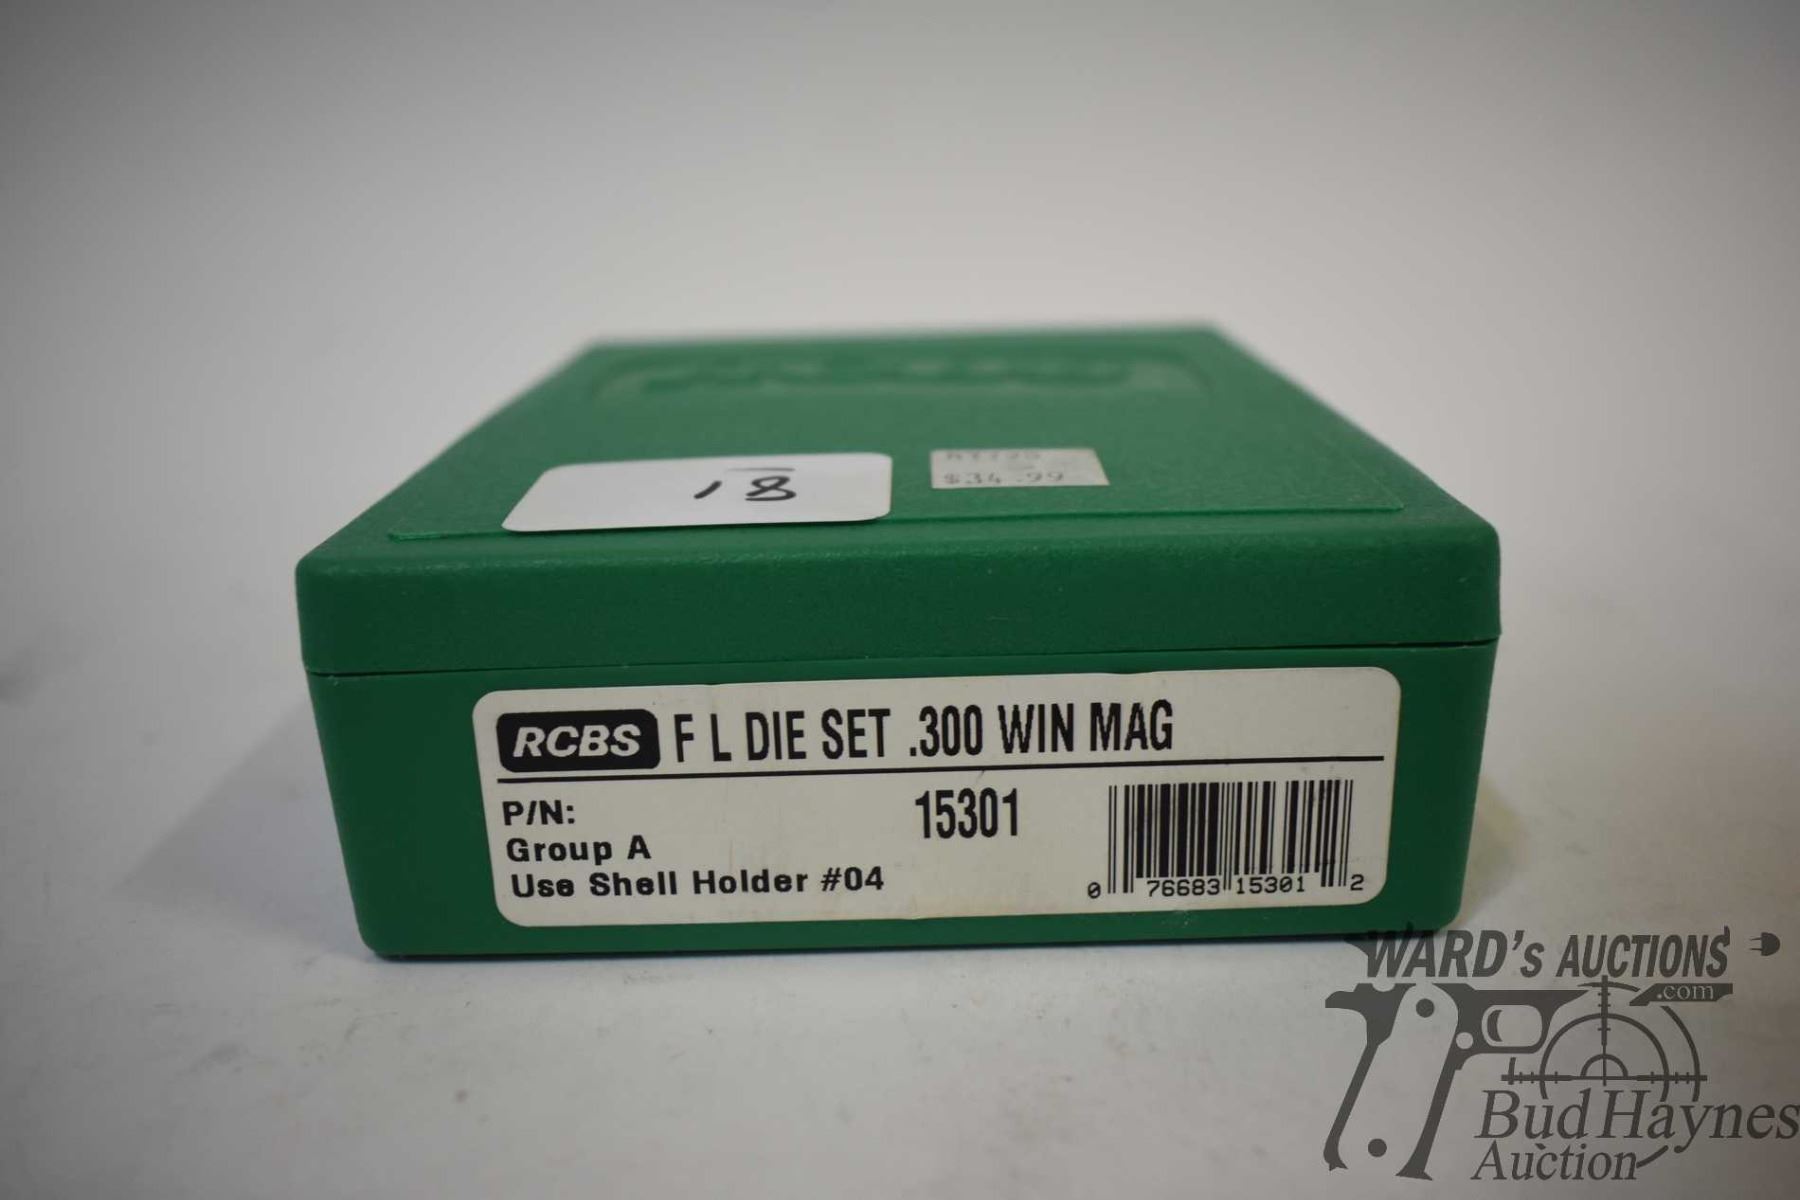 18
$34.99
RCBS F L DIE SET .300 WIN MAG
P/N: 15301
Group A
Use Shell Holder #04
0 76683 15301 2
WARD's AUCTIONS
.com
Bud Haynes
Auction